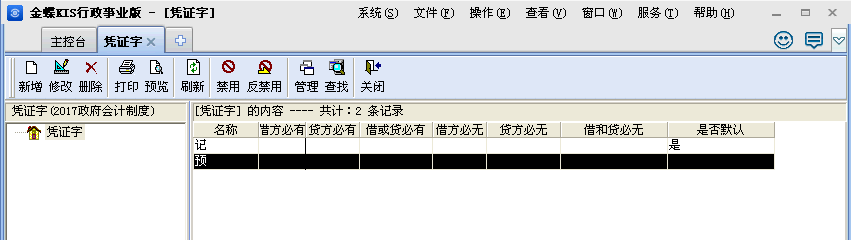 金蝶KIS行政事业版 - [凭证字] 系统(S) 文件(F) 操作(E) 查看(V) 窗口(W) 服务(T) 帮助(H)
主控台 凭证字
新增 修改 删除 打印 预览 刷新 禁用 反禁用 管理 查找 关闭
凭证字(2017政府会计制度) [凭证字] 的内容 ---- 共计:2 条记录
凭证字
名称 借方必有 贷方必有 借或贷必有 借方必无 贷方必无 借和贷必无 是否默认
记 是
预